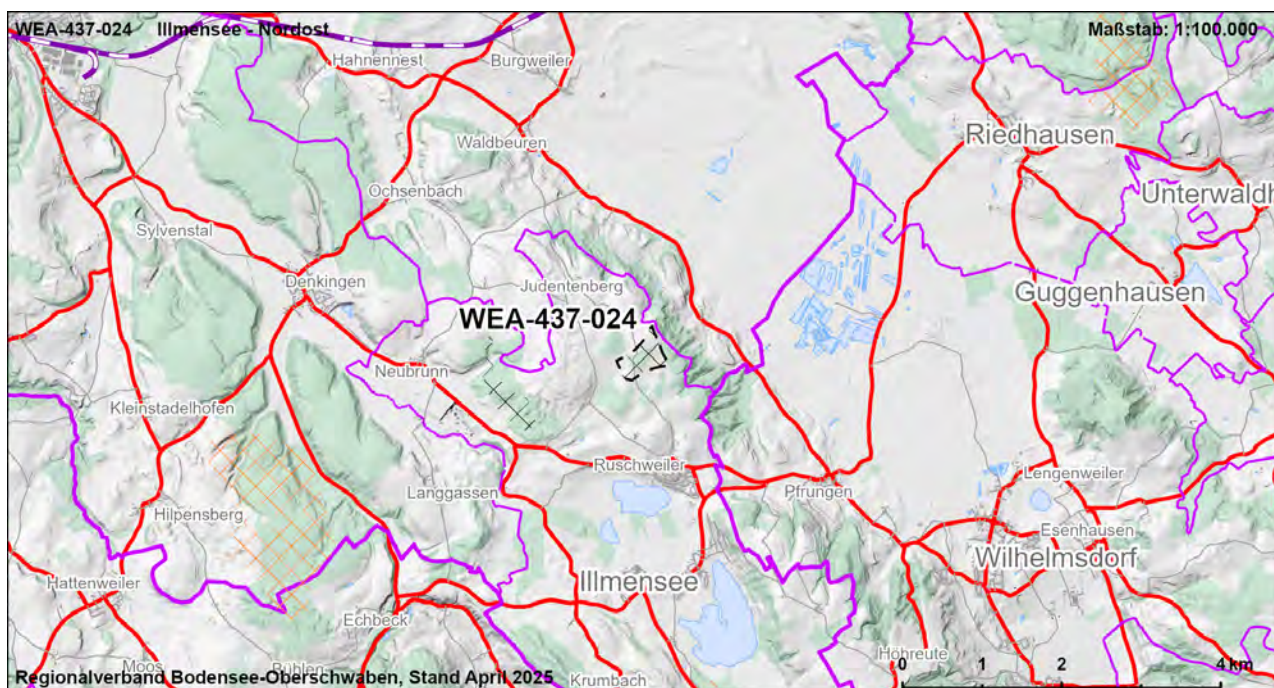 WEA-437-024 Illmensee - Nordost
Maßstab: 1:100.000
Hahnennest
Burgweiler
Waldbeuren
Riedhausen
Ochsenbach
Unterwaldh
Sylvenstal
Denkingen
Judentenberg
Guggenhausen
WEA-437-024
Neubrunn
Kleinstadelhofen
Ruschweiler
Lengenweiler
Langgassen
Pfrungen
Hilpensberg
Esenhausen
Wilhelmsdorf
Hattenweiler
Illmensee
Echbeck
Höhreute
Moos
Bühlen
Krumbach
0 1 2 4 km
Regionalverband Bodensee-Oberschwaben, Stand April 2025